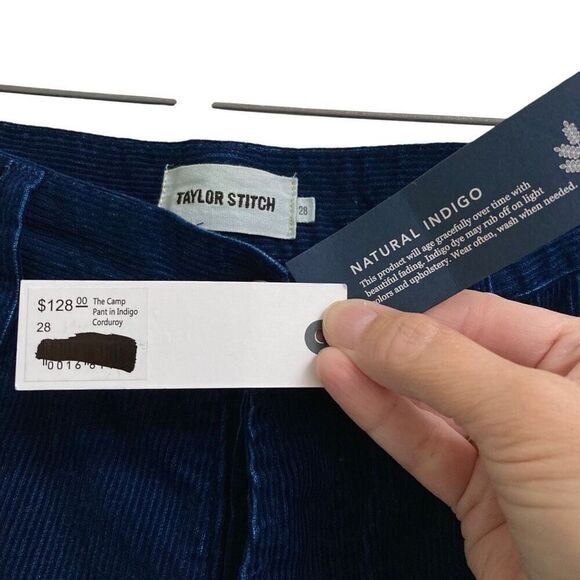 TAYLOR STITCH
28
NATURAL INDIGO
This product will age gracefully over time with
beautiful fading. Indigo dye may rub off on light
colors and upholstery. Wear often, wash when needed.
$128.00 The Camp
Pant in Indigo
28 Corduroy